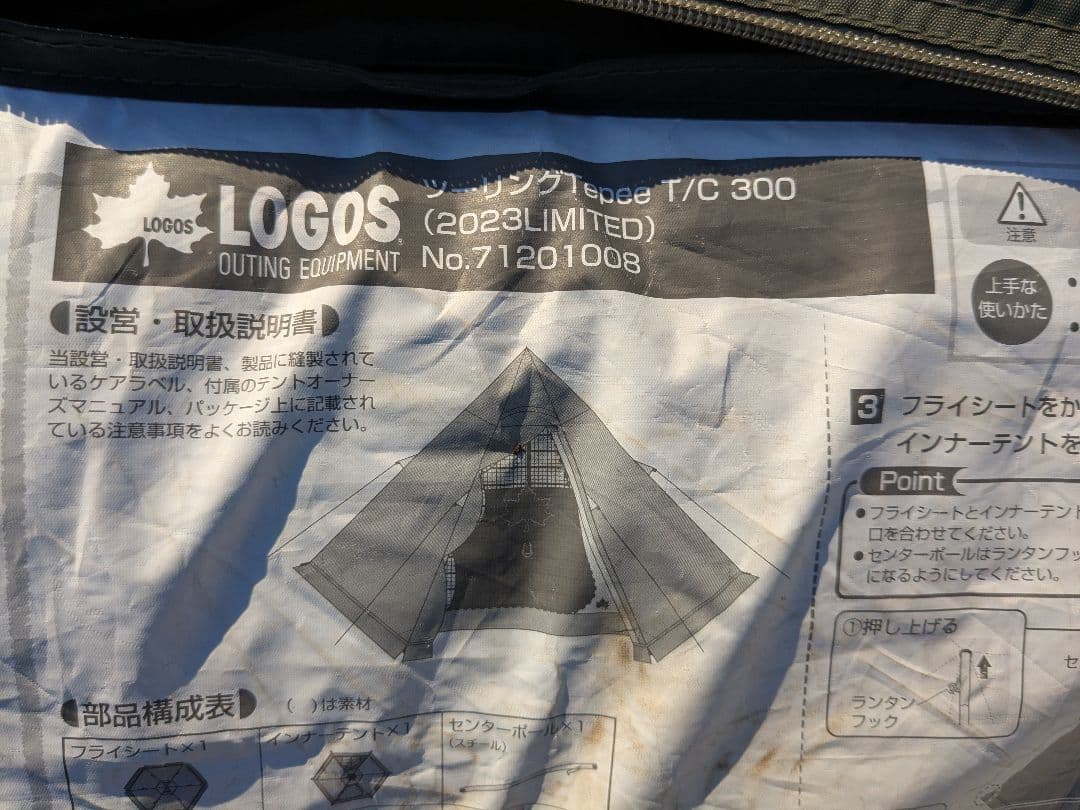 LOGOS
LOGOS
OUTING EQUIPMENT
ツーリングTepee T/C 300
(2023LIMITED)
No.71201008
設営・取扱説明書
当設営・取扱説明書、製品に縫製されて
いるケアラベル、付属のテントオーナー
ズマニュアル、パッケージ上に記載され
ている注意事項をよくお読みください。
部品構成表
( )は素材
フライシート×1
インナーテント×1
センターポール×1
(スチール)
注意
上手な
使いかた
3 フライシートをか
インナーテントを
Point
●フライシートとインナーテント
口を合わせてください。
●センターポールはランタンフッ
になるようにしてください。
①押し上げる
ランタン
フック
セ